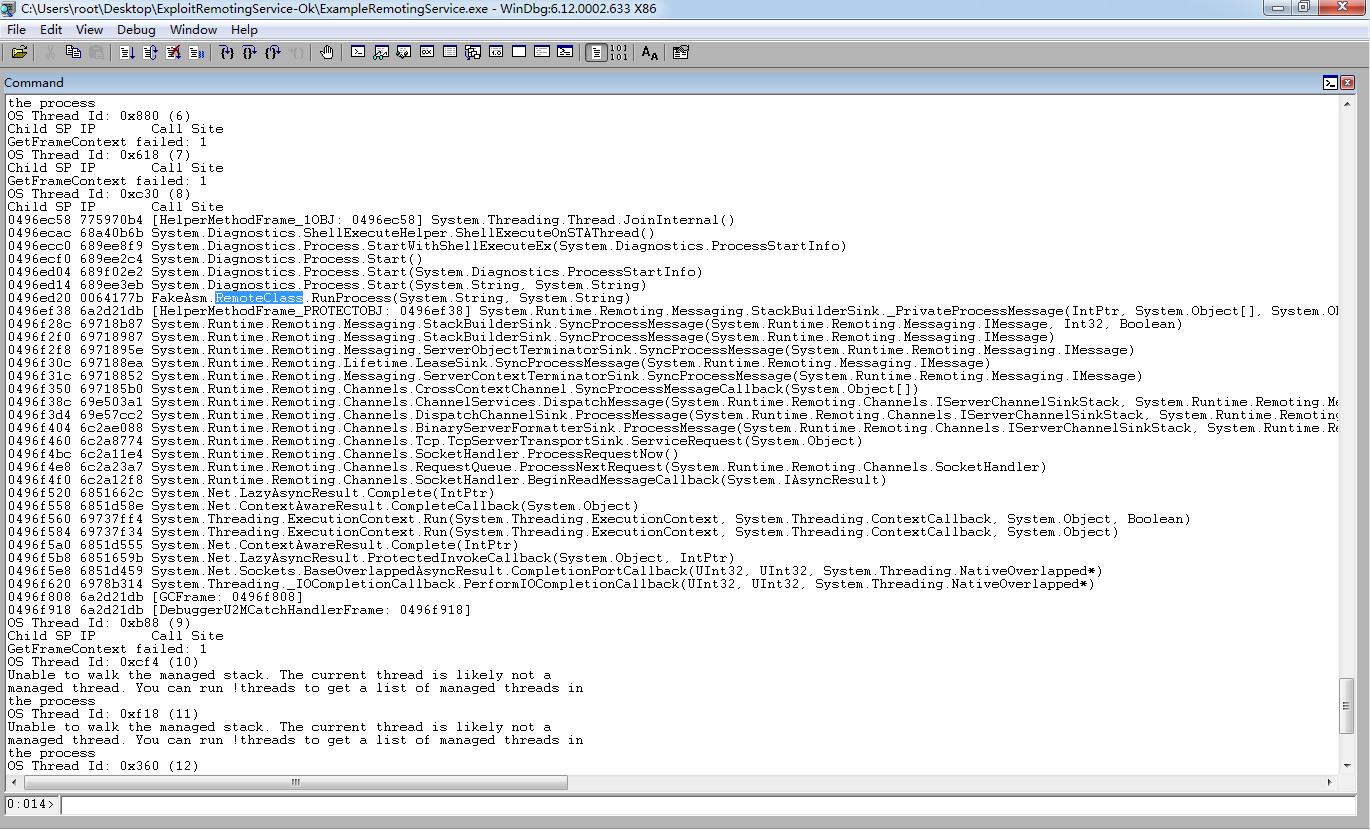 C:\Users\root\Desktop\ExploitRemotingService-Ok\ExampleRemotingService.exe - WinDbg:6.12.0002.633 X86
File Edit View Debug Window Help
Command
the process
OS Thread Id: 0x880 (6)
Child SP IP       Call Site
GetFrameContext failed: 1
OS Thread Id: 0x618 (7)
Child SP IP       Call Site
GetFrameContext failed: 1
OS Thread Id: 0xc30 (8)
Child SP IP       Call Site
0496ec58 775970b4 [HelperMethodFrame_1OBJ: 0496ec58] System.Threading.Thread.JoinInternal()
0496ecac 68a40b6b System.Diagnostics.ShellExecuteHelper.ShellExecuteOnSTAThread()
0496ecc0 689ee8f9 System.Diagnostics.Process.StartWithShellExecuteEx(System.Diagnostics.ProcessStartInfo)
0496ecf0 689ee2c4 System.Diagnostics.Process.Start()
0496ed04 689f02e2 System.Diagnostics.Process.Start(System.Diagnostics.ProcessStartInfo)
0496ed14 689ee3eb System.Diagnostics.Process.Start(System.String, System.String)
0496ed20 0064177b FakeAsm.RemoteClass.RunProcess(System.String, System.String)
0496ef38 6a2d21db [HelperMethodFrame_PROTECTOBJ: 0496ef38] System.Runtime.Remoting.Messaging.StackBuilderSink._PrivateProcessMessage(IntPtr, System.Object[], System.Ob
0496f28c 69718b87 System.Runtime.Remoting.Messaging.StackBuilderSink.SyncProcessMessage(System.Runtime.Remoting.Messaging.IMessage, Int32, Boolean)
0496f2f0 69718987 System.Runtime.Remoting.Messaging.StackBuilderSink.SyncProcessMessage(System.Runtime.Remoting.Messaging.IMessage)
0496f2f8 6971895e System.Runtime.Remoting.Messaging.ServerObjectTerminatorSink.SyncProcessMessage(System.Runtime.Remoting.Messaging.IMessage)
0496f30c 697188ea System.Runtime.Remoting.Lifetime.LeaseSink.SyncProcessMessage(System.Runtime.Remoting.Messaging.IMessage)
0496f31c 69718852 System.Runtime.Remoting.Messaging.ServerContextTerminatorSink.SyncProcessMessage(System.Runtime.Remoting.Messaging.IMessage)
0496f350 697185b0 System.Runtime.Remoting.Channels.CrossContextChannel.SyncProcessMessageCallback(System.Object[])
0496f38c 69e503a1 System.Runtime.Remoting.Channels.ChannelServices.DispatchMessage(System.Runtime.Remoting.Channels.IServerChannelSinkStack, System.Runtime.Remoting.Me
0496f3d4 69e57cc2 System.Runtime.Remoting.Channels.DispatchChannelSink.ProcessMessage(System.Runtime.Remoting.Channels.IServerChannelSinkStack, System.Runtime.Remoting
0496f404 6c2ae088 System.Runtime.Remoting.Channels.BinaryServerFormatterSink.ProcessMessage(System.Runtime.Remoting.Channels.IServerChannelSinkStack, System.Runtime.Re
0496f460 6c2a8774 System.Runtime.Remoting.Channels.Tcp.TcpServerTransportSink.ServiceRequest(System.Object)
0496f4bc 6c2a11e4 System.Runtime.Remoting.Channels.SocketHandler.ProcessRequestNow()
0496f4e8 6c2a23a7 System.Runtime.Remoting.Channels.RequestQueue.ProcessNextRequest(System.Runtime.Remoting.Channels.SocketHandler)
0496f4f0 6c2a12f8 System.Runtime.Remoting.Channels.SocketHandler.BeginReadMessageCallback(System.IAsyncResult)
0496f520 6851662c System.Net.LazyAsyncResult.Complete(IntPtr)
0496f558 6851d58e System.Net.ContextAwareResult.CompleteCallback(System.Object)
0496f560 69737ff4 System.Threading.ExecutionContext.Run(System.Threading.ExecutionContext, System.Threading.ContextCallback, System.Object, Boolean)
0496f584 69737f34 System.Threading.ExecutionContext.Run(System.Threading.ExecutionContext, System.Threading.ContextCallback, System.Object)
0496f5a0 6851d555 System.Net.ContextAwareResult.Complete(IntPtr)
0496f5b8 6851659b System.Net.LazyAsyncResult.ProtectedInvokeCallback(System.Object, IntPtr)
0496f5e8 6851d459 System.Net.Sockets.BaseOverlappedAsyncResult.CompletionPortCallback(UInt32, UInt32, System.Threading.NativeOverlapped*)
0496f620 6978b314 System.Threading._IOCompletionCallback.PerformIOCompletionCallback(UInt32, UInt32, System.Threading.NativeOverlapped*)
0496f808 6a2d21db [GCFrame: 0496f808]
0496f918 6a2d21db [DebuggerU2MCatchHandlerFrame: 0496f918]
OS Thread Id: 0xb88 (9)
Child SP IP       Call Site
GetFrameContext failed: 1
OS Thread Id: 0xcf4 (10)
Unable to walk the managed stack. The current thread is likely not a
managed thread. You can run !threads to get a list of managed threads in
the process
OS Thread Id: 0xf18 (11)
Unable to walk the managed stack. The current thread is likely not a
managed thread. You can run !threads to get a list of managed threads in
the process
OS Thread Id: 0x360 (12)
0:014>